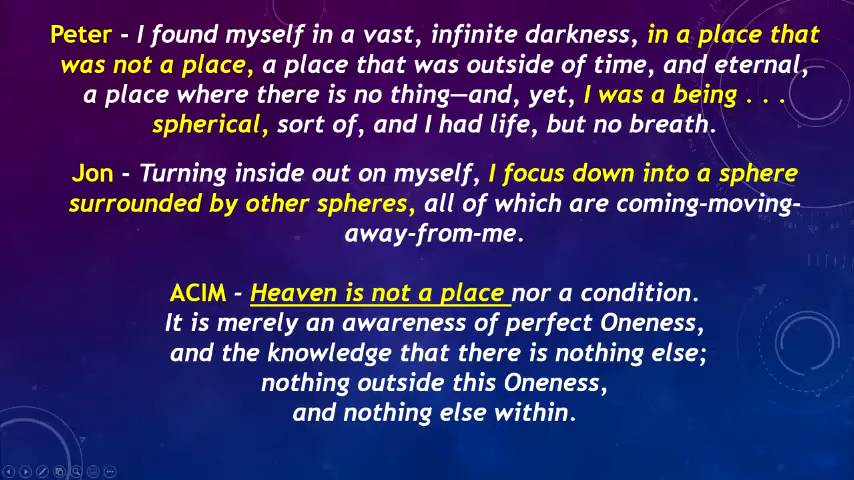 Peter - I found myself in a vast, infinite darkness, in a place that
was not a place, a place that was outside of time, and eternal,
a place where there is no thing—and, yet, I was a being . . .
spherical, sort of, and I had life, but no breath.
Jon - Turning inside out on myself, I focus down into a sphere
surrounded by other spheres, all of which are coming-moving-
away-from-me.
ACIM - Heaven is not a place nor a condition.
It is merely an awareness of perfect Oneness,
and the knowledge that there is nothing else;
nothing outside this Oneness,
and nothing else within.